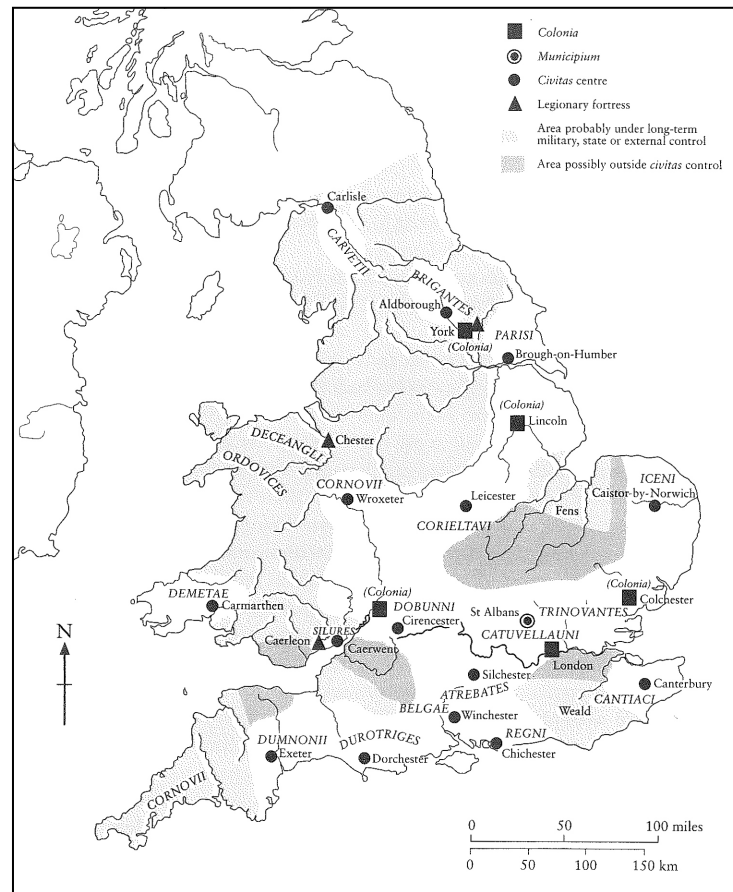 Colonia
Municipium
Civitas centre
Legionary fortress
Area probably under long-term
military, state or external control
Area possibly outside civitas control
Carlisle
CARVETII
BRIGANTES
Aldborough
York
(Colonia)
PARISI
Brough-on-Humber
(Colonia)
Lincoln
DECEANGLI
Chester
ORDOVICES
CORNOVII
Wroxeter
Leicester
CORIELTAVI
Fens
ICENI
Caistor-by-Norwich
DEMETAE
Carmarthen
(Colonia)
DOBUNNI
Cirencester
St Albans
TRINOVANTES
(Colonia)
Colchester
CATUVELLAUNI
SILURES
Caerleon
Caerwent
London
Silchester
ATREBATES
Canterbury
CANTIACI
BELGAE
Winchester
Weald
REGNI
Chichester
DUMNONII
Exeter
DUROTRIGES
Dorchester
CORNOVII
N
0 50 100 miles
0 50 100 150 km